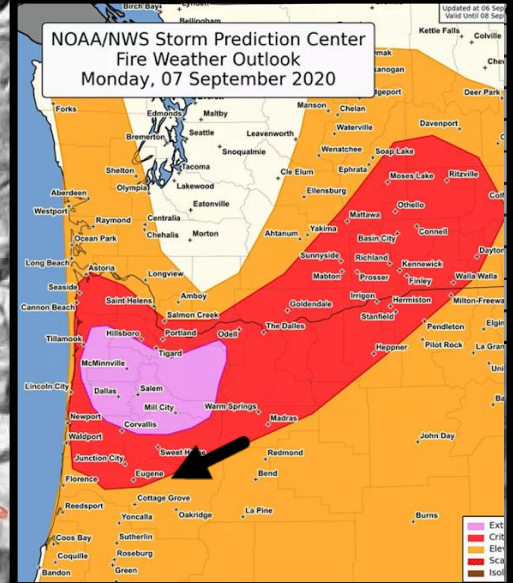 Birch Bay
Updated at 06 Sep
Valid Until 08 Sep
NOAA/NWS Storm Prediction Center
Fire Weather Outlook
Monday, 07 September 2020
Kettle Falls
Colville
Deer Park
Forks
Edmonds
Maltby
Manson
Chelan
Davenport
Bremerton
Seattle
Leavenworth
Waterville
Snoqualmie
Wenatchee
Soap Lake
Shelton
Tacoma
Cle Elum
Ephrata
Moses Lake
Ritzville
Olympia
Lakewood
Ellensburg
Aberdeen
Eatonville
Othello
Westport
Raymond
Centralia
Mattawa
Ocean Park
Chehalis
Morton
Ahtanum
Yakima
Basin City
Connell
Long Beach
Astoria
Longview
Sunnyside
Richland
Kennewick
Dayton
Seaside
Amboy
Mabton
Prosser
Finley
Walla Walla
Cannon Beach
Saint Helens
Salmon Creek
Goldendale
Irrigon
Hermiston
Milton-Freewa
Stanfield
Tillamook
Hillsboro
Portland
Odell
The Dalles
Pendleton
Elgin
Tigard
Heppner
Pilot Rock
La Gran
McMinnville
Lincoln City
Dallas
Salem
Mill City
Warm Springs
Newport
Corvallis
Madras
Waldport
John Day
Junction City
Sweet H
Redmond
Florence
Eugene
Bend
Reedsport
Cottage Grove
Yoncalla
Oakridge
La Pine
Burns
Coos Bay
Sutherlin
Coquille
Roseburg
Bandon
Green
Ext
Crit
Elev
Sca
Isol